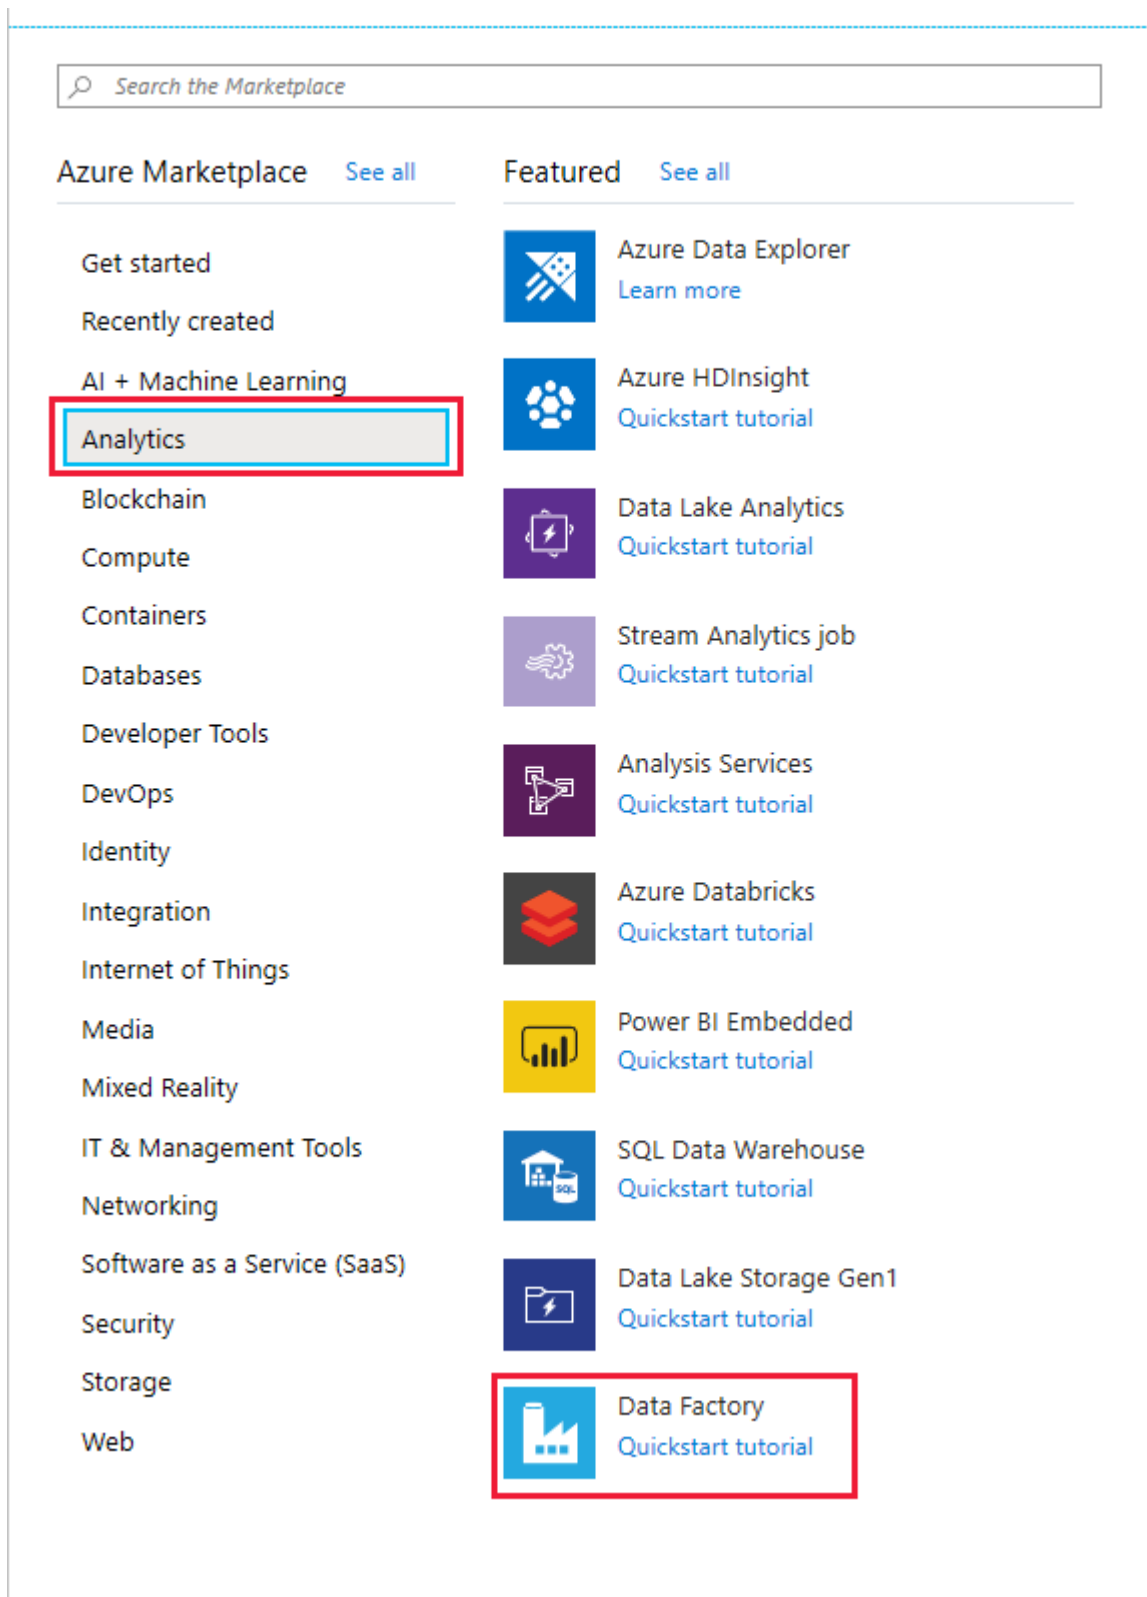 Search the Marketplace
Azure Marketplace See all
Get started
Recently created
AI + Machine Learning
Analytics
Blockchain
Compute
Containers
Databases
Developer Tools
DevOps
Identity
Integration
Internet of Things
Media
Mixed Reality
IT & Management Tools
Networking
Software as a Service (SaaS)
Security
Storage
Web
Featured See all
Azure Data Explorer
Learn more
Azure HDInsight
Quickstart tutorial
Data Lake Analytics
Quickstart tutorial
Stream Analytics job
Quickstart tutorial
Analysis Services
Quickstart tutorial
Azure Databricks
Quickstart tutorial
Power BI Embedded
Quickstart tutorial
SQL
SQL Data Warehouse
Quickstart tutorial
Data Lake Storage Gen1
Quickstart tutorial
Data Factory
Quickstart tutorial